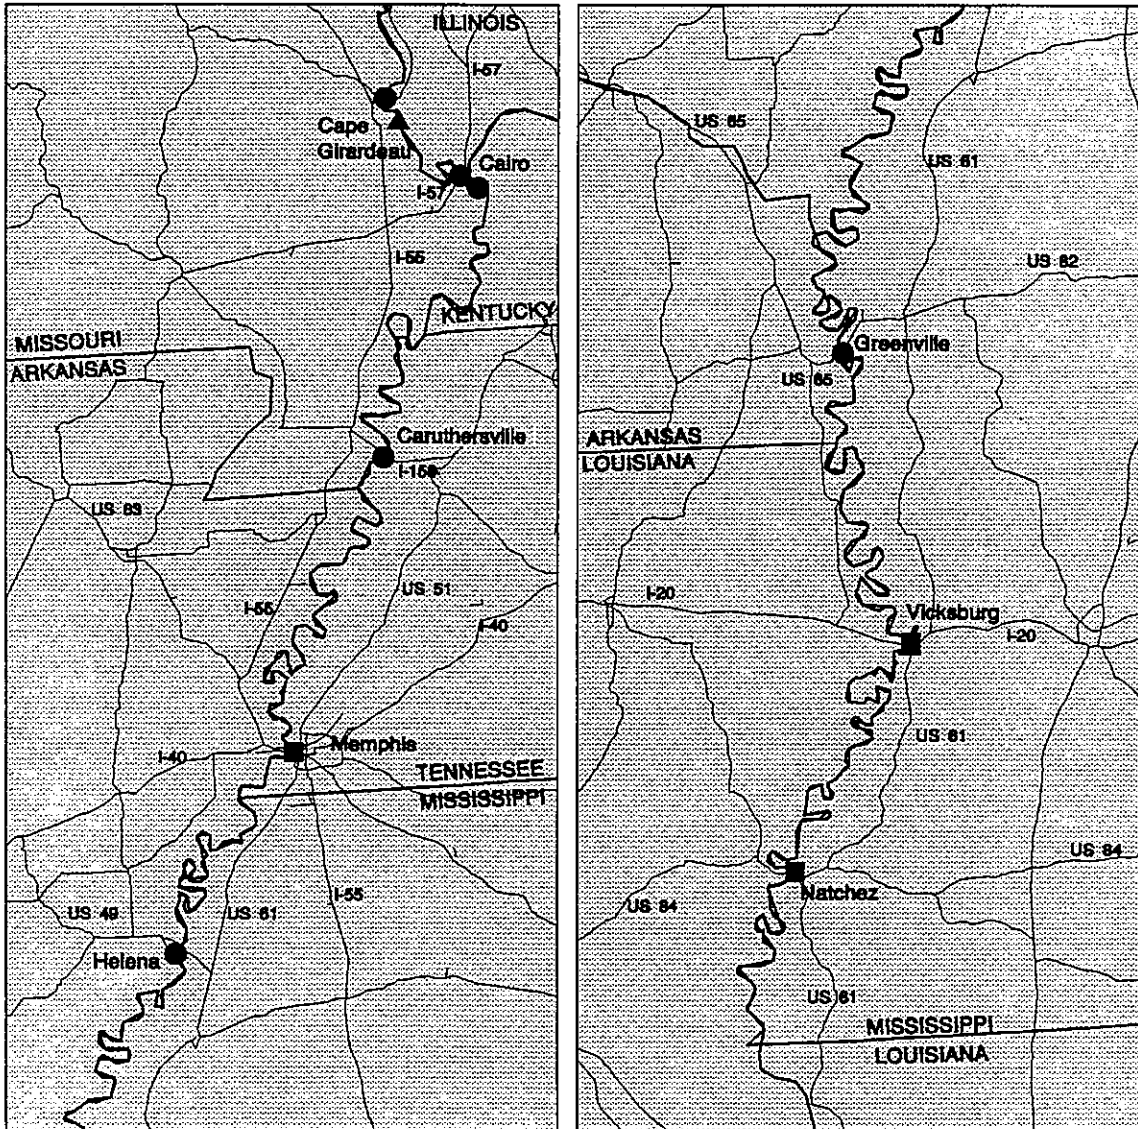 ILLINOIS
I-57
Cape
Girardeau
Cairo
I-57
I-55
KENTUCKY
MISSOURI
ARKANSAS
Caruthersville
I-155
US 63
US 51
I-55
I-40
Memphis
I-40
TENNESSEE
MISSISSIPPI
I-55
US 49
US 61
Helena
US 65
US 61
US 82
Greenville
US 65
ARKANSAS
LOUISIANA
I-20
Vicksburg
I-20
US 61
US 84
Natchez
US 84
US 61
MISSISSIPPI
LOUISIANA